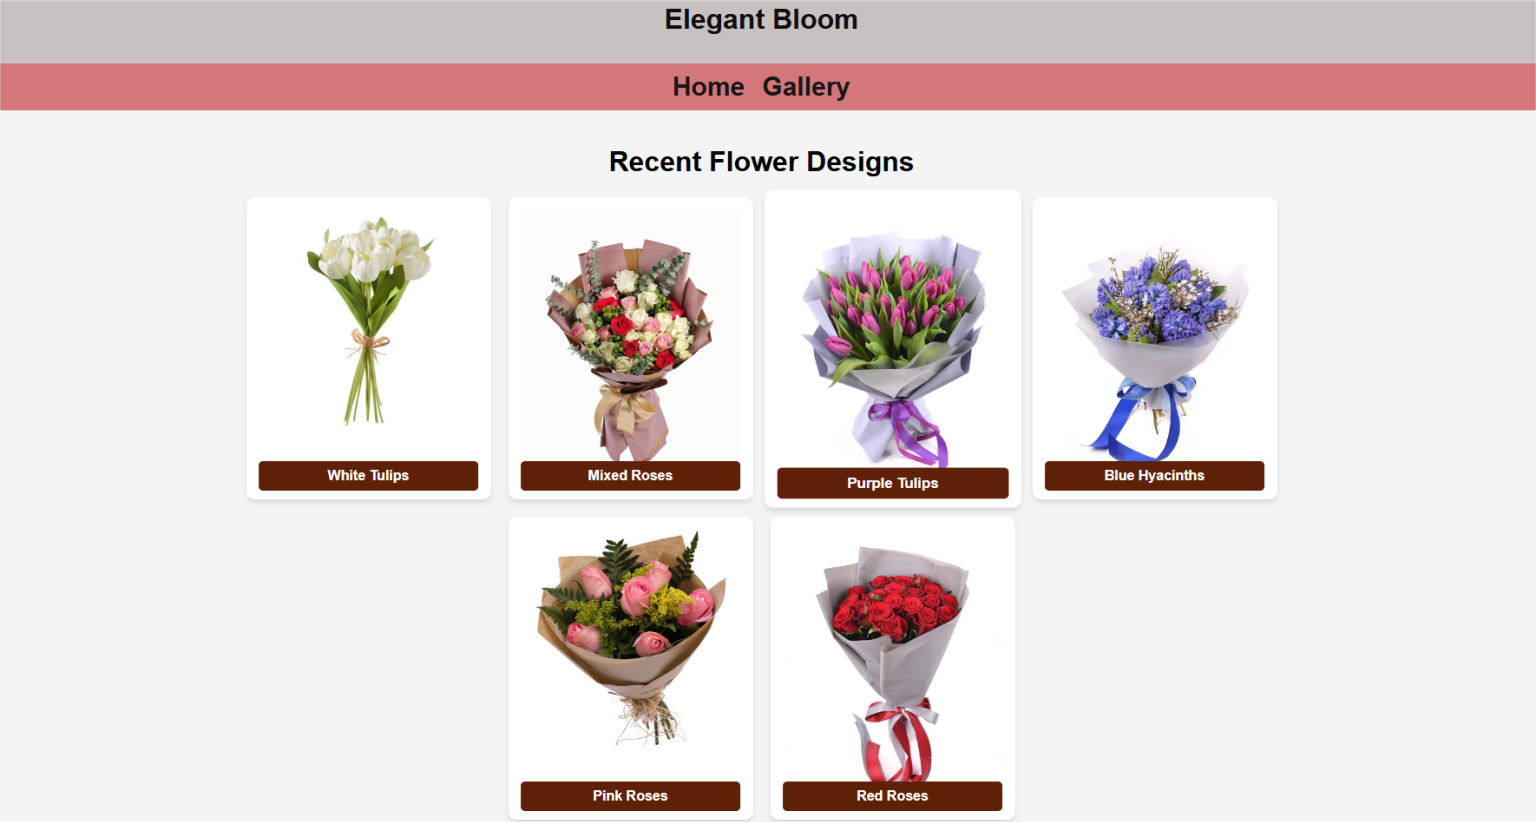 Elegant Bloom
Home Gallery
Recent Flower Designs
White Tulips
Mixed Roses
Purple Tulips
Blue Hyacinths
Pink Roses
Red Roses